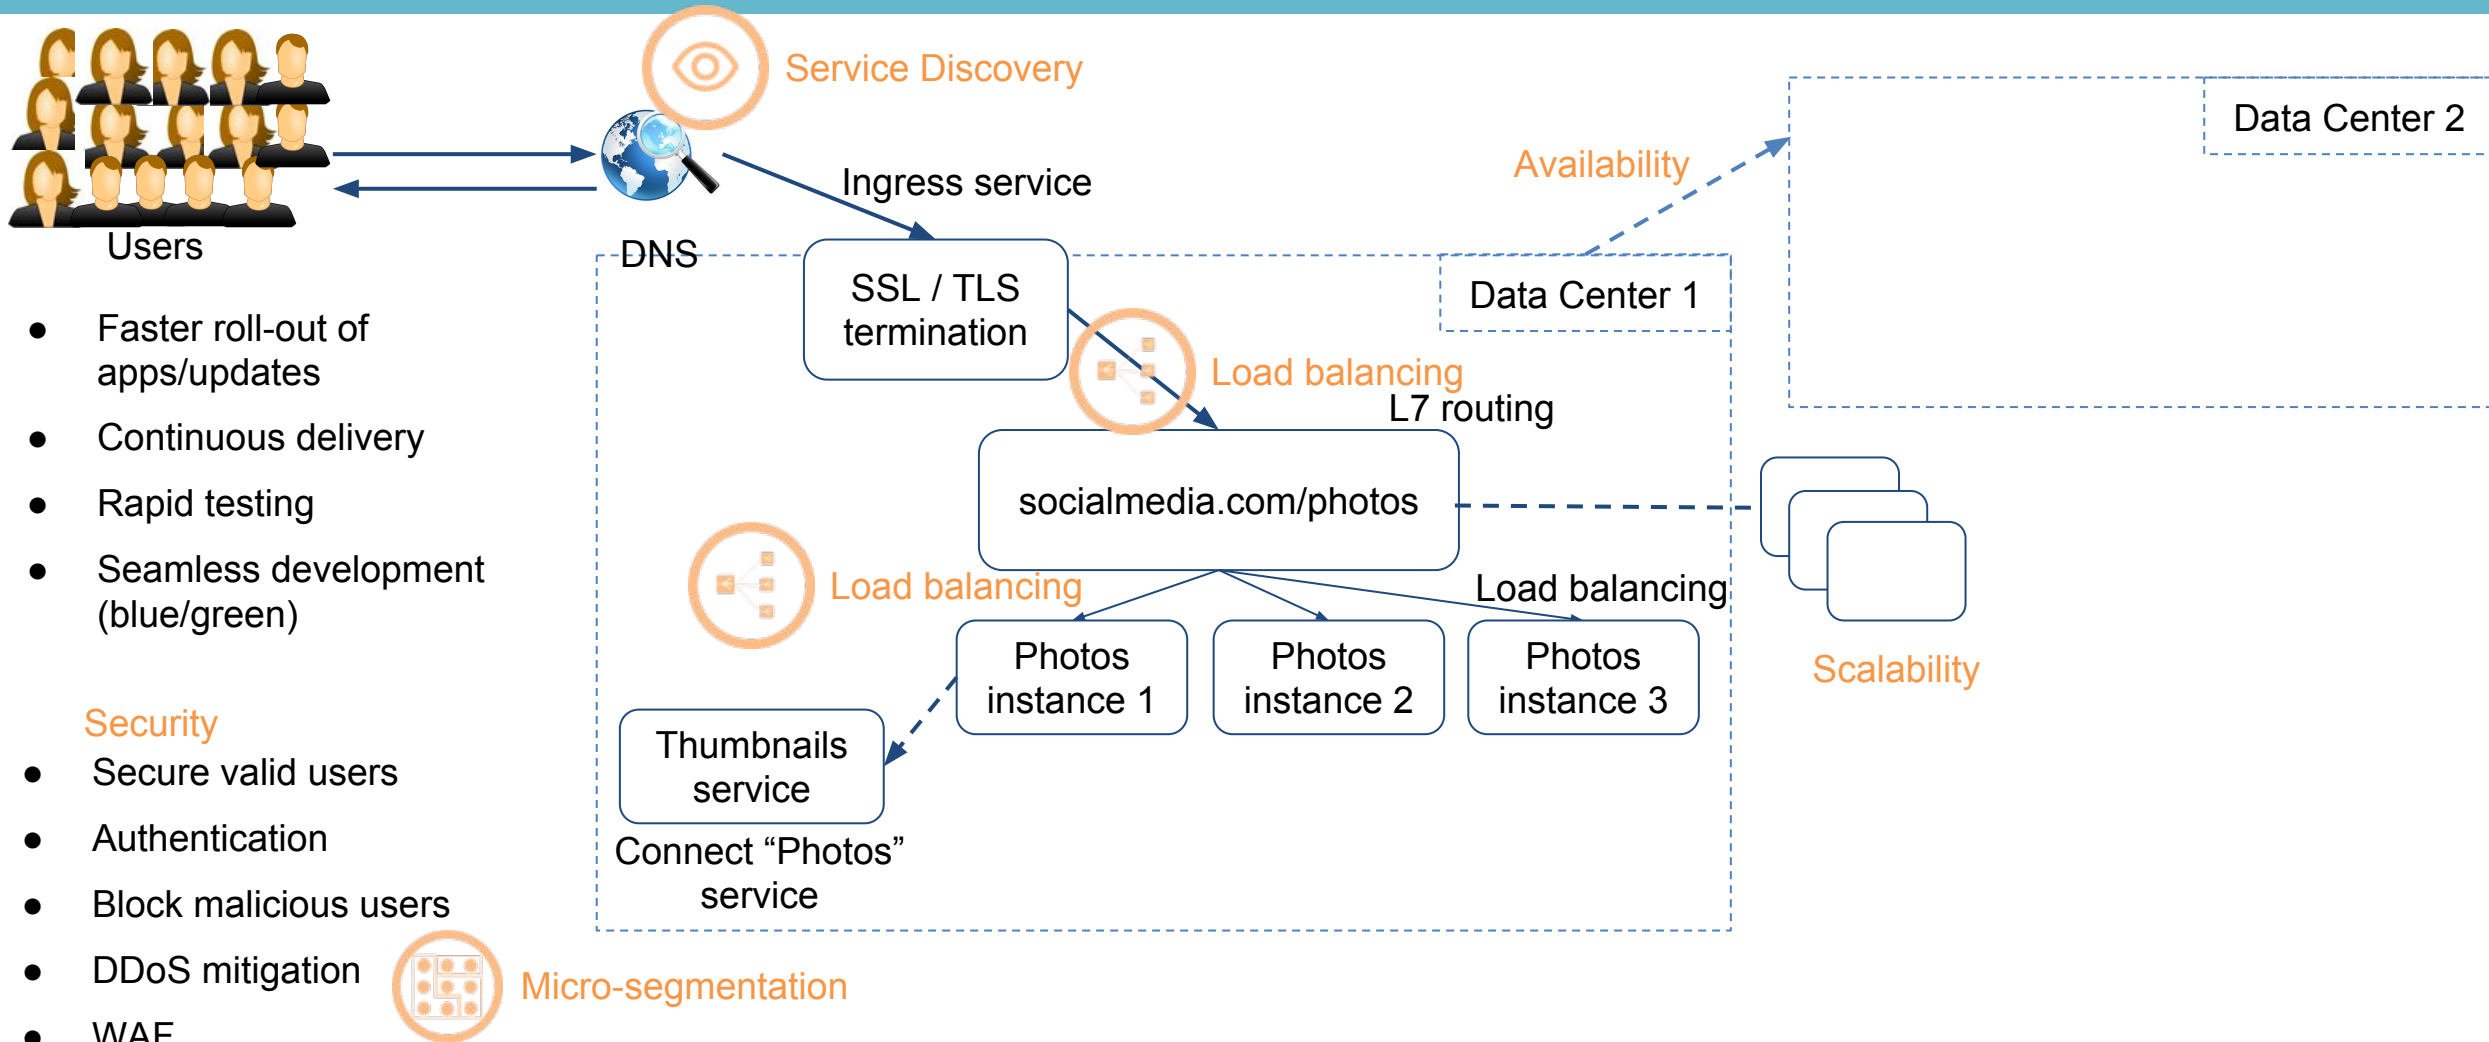 Service Discovery
Data Center 2
Availability
Ingress service
Users
DNS
SSL / TLS
termination
Data Center 1
Load balancing
L7 routing
● Faster roll-out of
apps/updates
● Continuous delivery
● Rapid testing
● Seamless development
(blue/green)
socialmedia.com/photos
Load balancing
Load balancing
Photos
instance 1
Photos
instance 2
Photos
instance 3
Scalability
Thumbnails
service
Connect “Photos”
service
Security
● Secure valid users
● Authentication
● Block malicious users
● DDoS mitigation
● WAF
Micro-segmentation